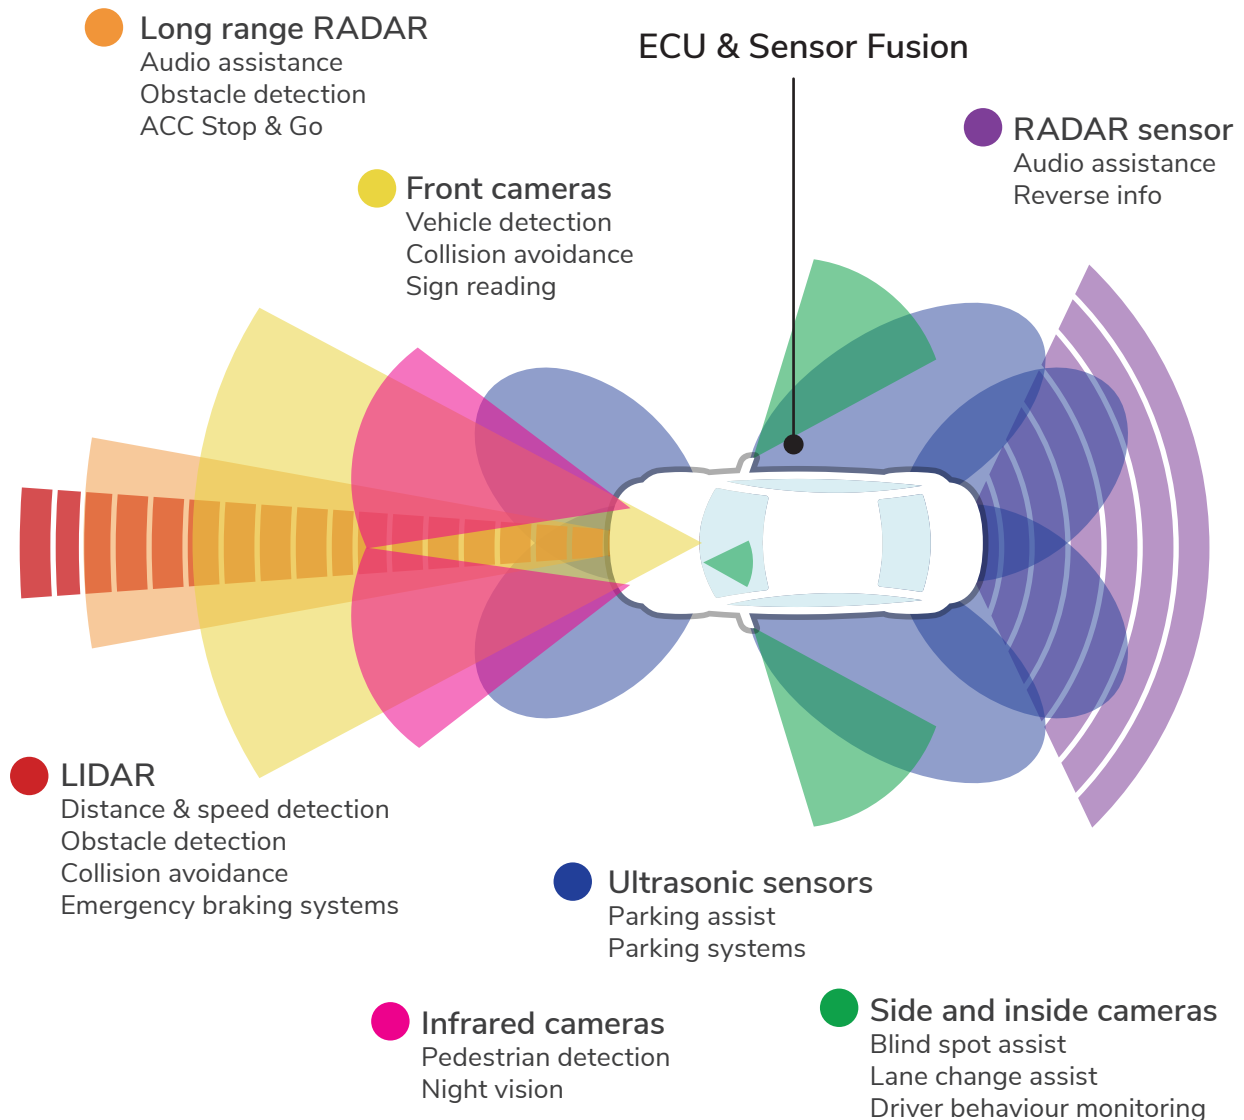 Long range RADAR
Audio assistance
Obstacle detection
ACC Stop & Go
ECU & Sensor Fusion
RADAR sensor
Audio assistance
Reverse info
Front cameras
Vehicle detection
Collision avoidance
Sign reading
LIDAR
Distance & speed detection
Obstacle detection
Collision avoidance
Emergency braking systems
Ultrasonic sensors
Parking assist
Parking systems
Infrared cameras
Pedestrian detection
Night vision
Side and inside cameras
Blind spot assist
Lane change assist
Driver behaviour monitoring